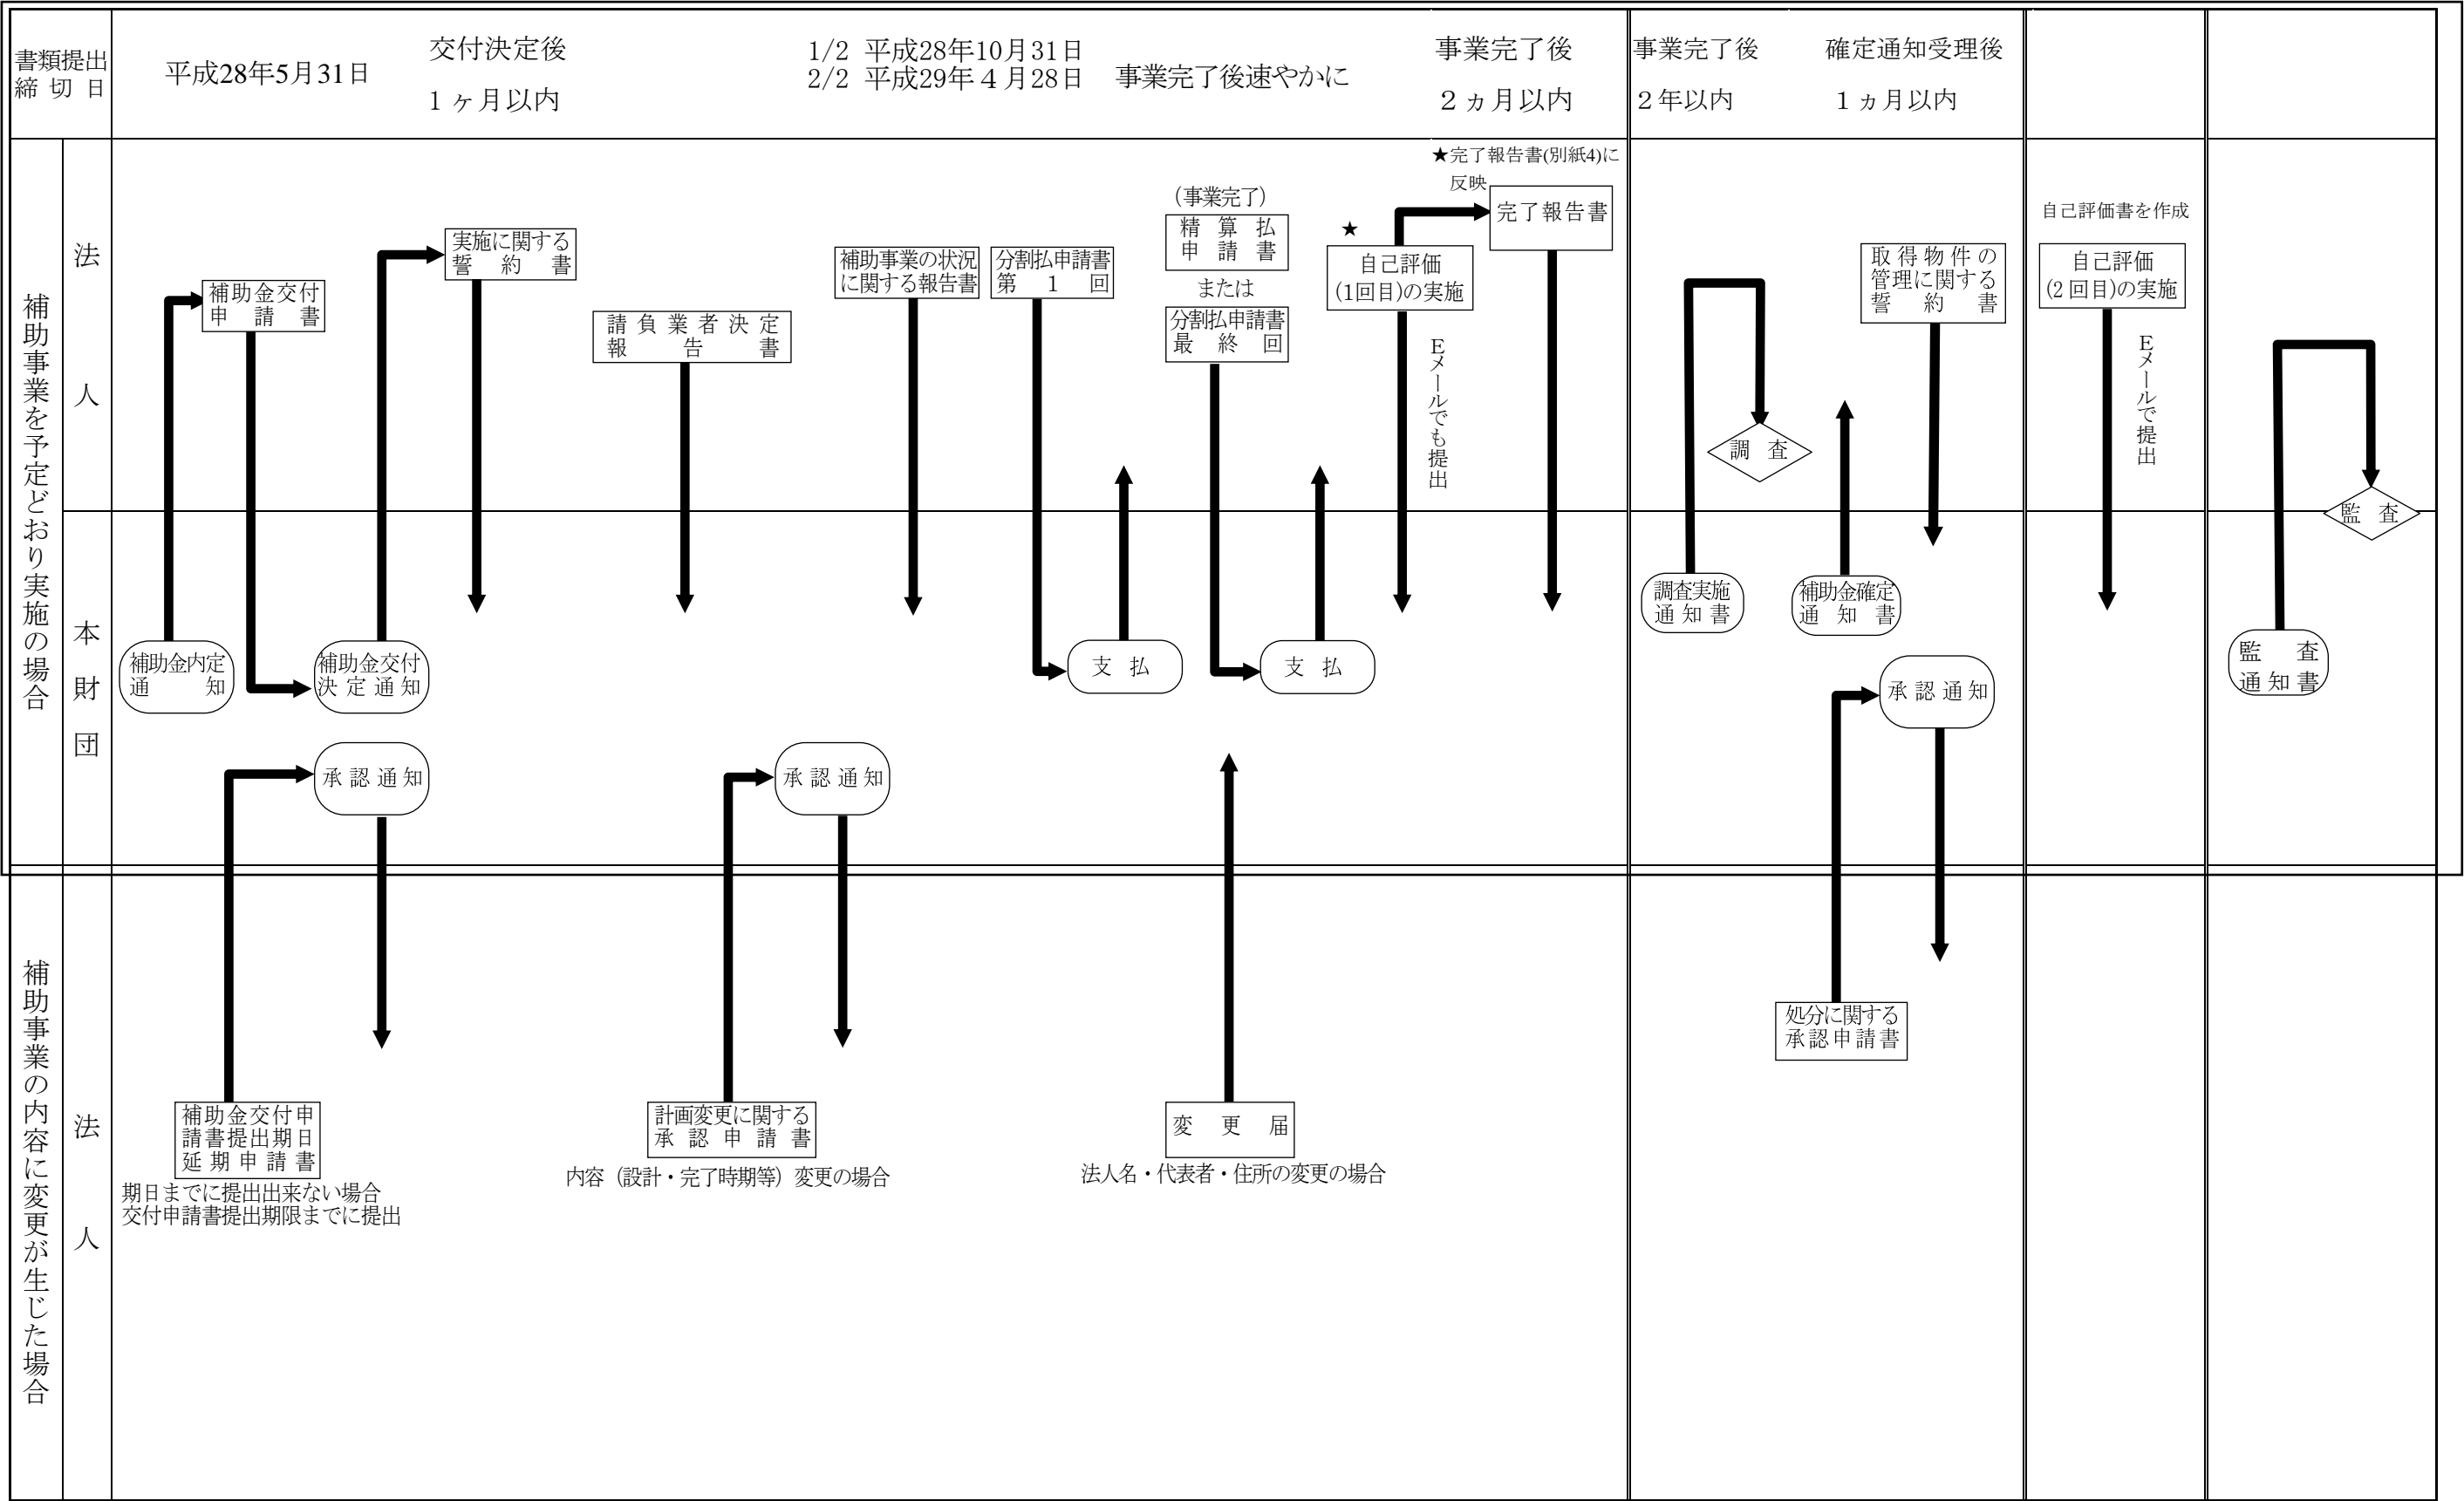 書類提出
締切日
平成28年5月31日
交付決定後
１ヶ月以内
1/2 平成28年10月31日
2/2 平成29年４月28日
事業完了後速やかに
事業完了後
２ヵ月以内
事業完了後
２年以内
確定通知受理後
１ヵ月以内
補助事業を予定どおり実施の場合
法人
本財団
補助金交付
申請書
実施に関する
誓約書
請負業者決定
報告書
補助事業の状況
に関する報告書
分割払申請書
第１回
（事業完了）
精算払
申請書
または
分割払申請書
最終回
★
自己評価
(1回目)の実施
Eメールでも提出
★完了報告書(別紙4)に
反映
完了報告書
調査
取得物件の
管理に関する
誓約書
自己評価書を作成
自己評価
(2回目)の実施
Eメールで提出
監査
補助金内定
通知
補助金交付
決定通知
支払
支払
調査実施
通知書
補助金確定
通知書
監査
通知書
承認通知
承認通知
承認通知
補助事業の内容に変更が生じた場合
法人
補助金交付申
請書提出期日
延期申請書
期日までに提出出来ない場合
交付申請書提出期限までに提出
計画変更に関する
承認申請書
内容（設計・完了時期等）変更の場合
変更届
法人名・代表者・住所の変更の場合
処分に関する
承認申請書